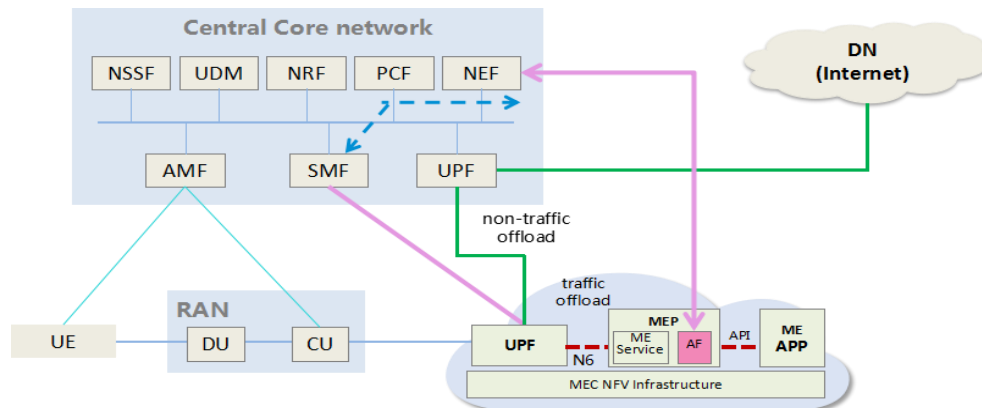 Central Core network
NSSF
UDM
NRF
PCF
NEF
DN
(Internet)
AMF
SMF
UPF
non-traffic
offload
traffic
offload
RAN
UE
DU
CU
UPF
N6
MEP
ME
Service
AF
API
ME
APP
MEC NFV Infrastructure